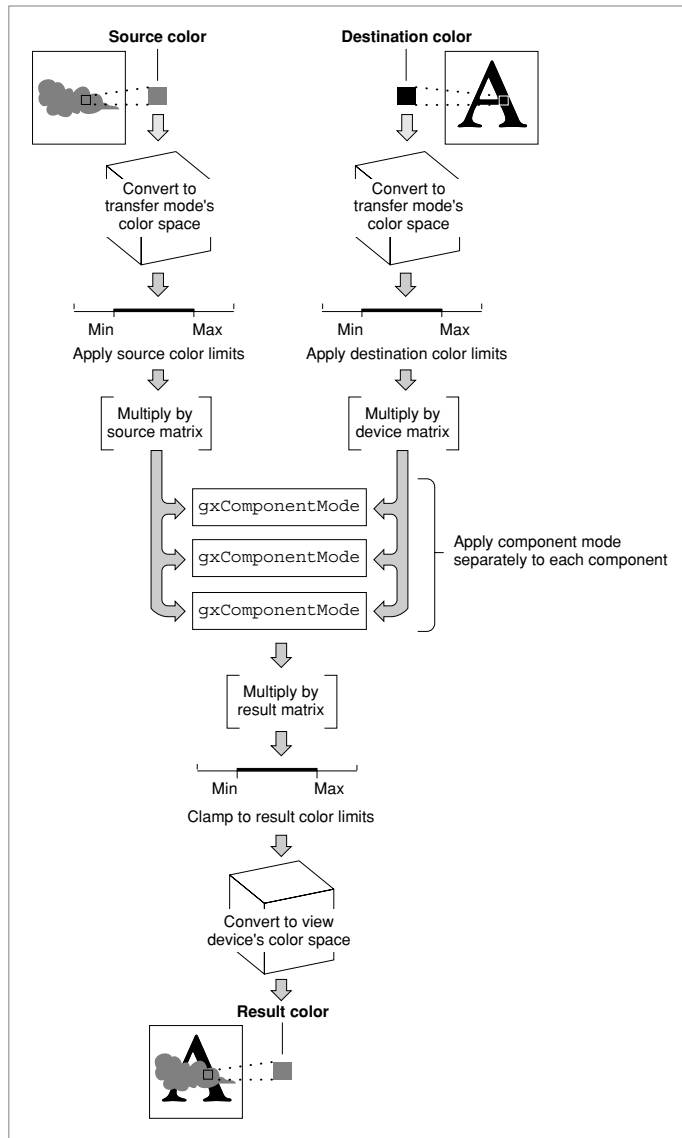 Source color
Destination color
A
Convert to
transfer mode's
color space
Convert to
transfer mode's
color space
Min Max
Min Max
Apply source color limits
Apply destination color limits
Multiply by
source matrix
Multiply by
device matrix
gxComponentMode
gxComponentMode
gxComponentMode
Apply component mode
separately to each component
Multiply by
result matrix
Min Max
Clamp to result color limits
Convert to view
device's color space
Result color
A